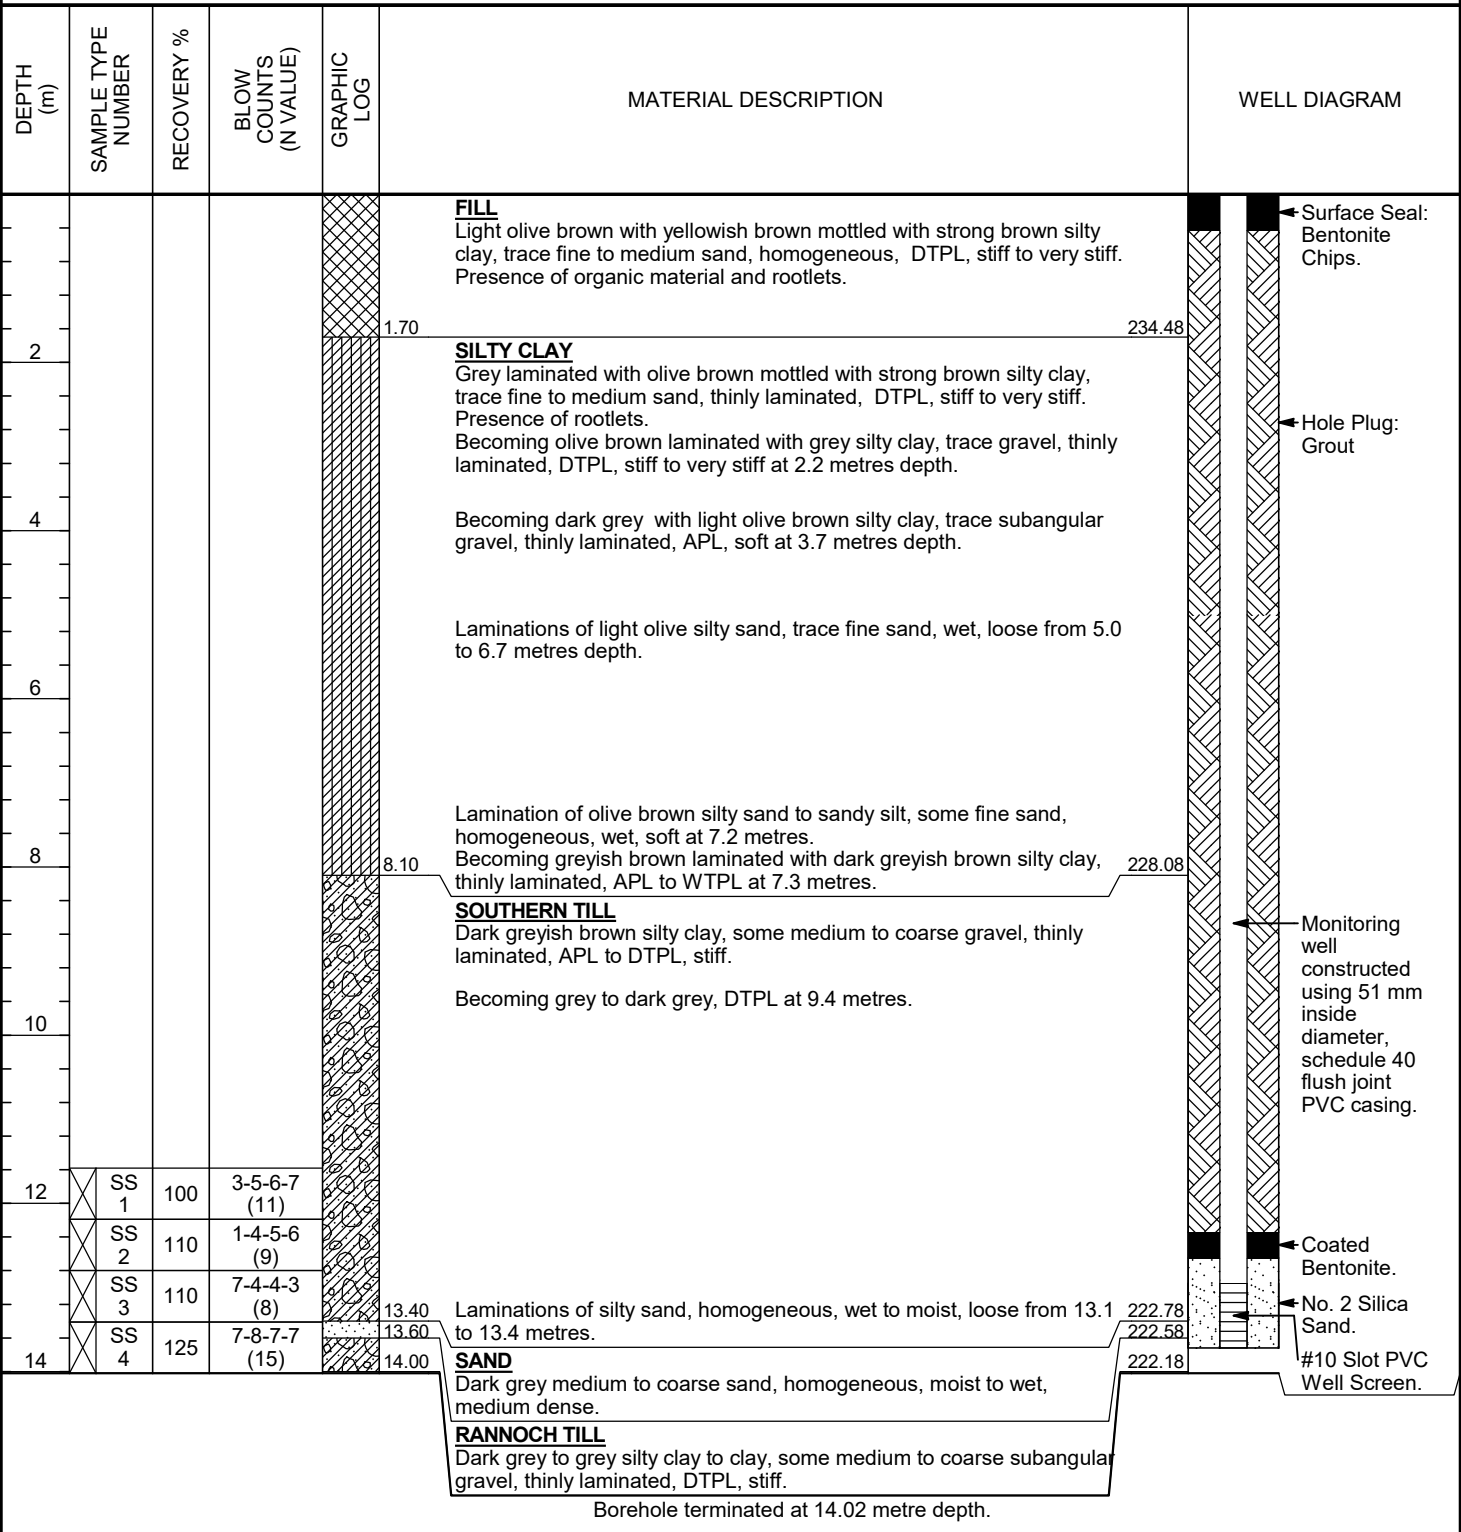 DEPTH
(m)
SAMPLE TYPE
NUMBER
RECOVERY %
BLOW
COUNTS
(N VALUE)
GRAPHIC
LOG
MATERIAL DESCRIPTION
WELL DIAGRAM
FILL
Light olive brown with yellowish brown mottled with strong brown silty
clay, trace fine to medium sand, homogeneous, DTPL, stiff to very stiff.
Presence of organic material and rootlets.
Surface Seal:
Bentonite
Chips.
1.70
234.48
2
SILTY CLAY
Grey laminated with olive brown mottled with strong brown silty clay,
trace fine to medium sand, thinly laminated, DTPL, stiff to very stiff.
Presence of rootlets.
Becoming olive brown laminated with grey silty clay, trace gravel, thinly
laminated, DTPL, stiff to very stiff at 2.2 metres depth.
Hole Plug:
Grout
4
Becoming dark grey with light olive brown silty clay, trace subangular
gravel, thinly laminated, APL, soft at 3.7 metres depth.
Laminations of light olive silty sand, trace fine sand, wet, loose from 5.0
to 6.7 metres depth.
6
Lamination of olive brown silty sand to sandy silt, some fine sand,
homogeneous, wet, soft at 7.2 metres.
Becoming greyish brown laminated with dark greyish brown silty clay,
thinly laminated, APL to WTPL at 7.3 metres.
8
8.10
228.08
SOUTHERN TILL
Dark greyish brown silty clay, some medium to coarse gravel, thinly
laminated, APL to DTPL, stiff.
Becoming grey to dark grey, DTPL at 9.4 metres.
Monitoring
well
constructed
using 51 mm
inside
diameter,
schedule 40
flush joint
PVC casing.
10
12
SS
1
100
3-5-6-7
(11)
SS
2
110
1-4-5-6
(9)
Coated
Bentonite.
SS
3
110
7-4-4-3
(8)
13.40
Laminations of silty sand, homogeneous, wet to moist, loose from 13.1
to 13.4 metres.
222.78
No. 2 Silica
Sand.
13.60
222.58
14
SS
4
125
7-8-7-7
(15)
14.00
222.18
SAND
Dark grey medium to coarse sand, homogeneous, moist to wet,
medium dense.
#10 Slot PVC
Well Screen.
RANNOCH TILL
Dark grey to grey silty clay to clay, some medium to coarse subangular
gravel, thinly laminated, DTPL, stiff.
Borehole terminated at 14.02 metre depth.